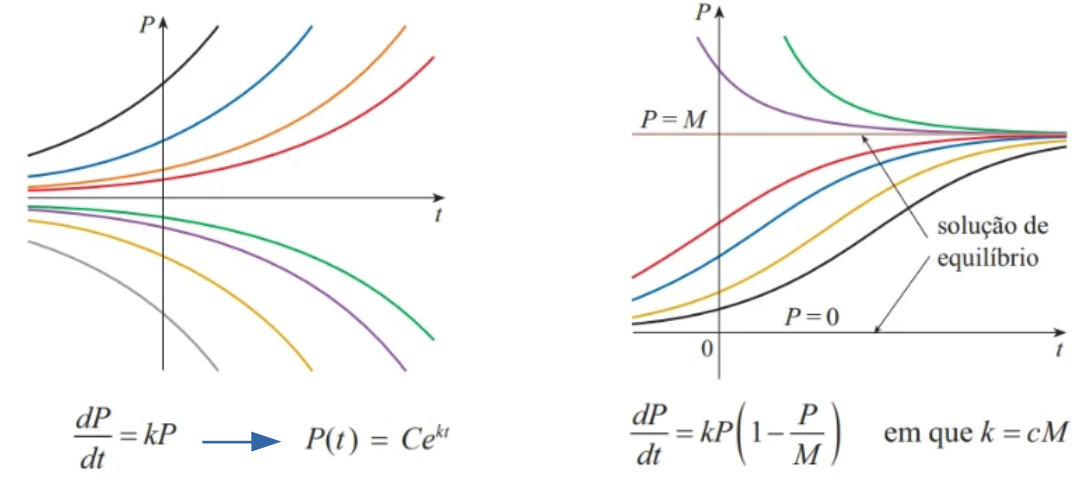 P
t
dP/dt = kP
P(t) = Ce^{kt}
P
P = M
solução de
equilíbrio
P = 0
0
t
dP/dt = kP(1 − P/M) em que k = cM